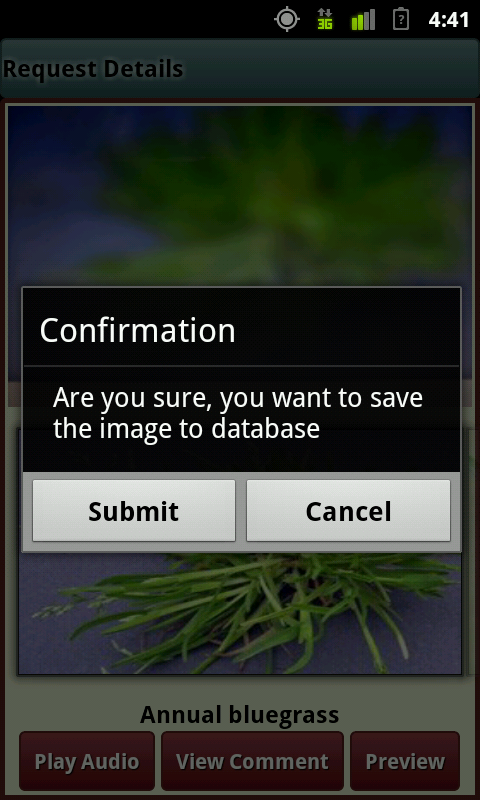 3G
4:41
Request Details
Confirmation
Are you sure, you want to save
the image to database
Submit
Cancel
Annual bluegrass
Play Audio
View Comment
Preview